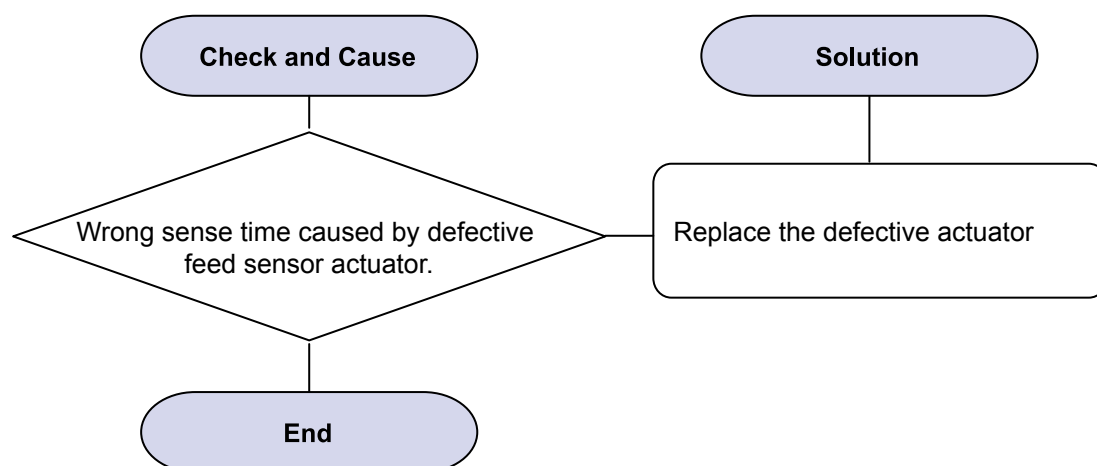 Check and Cause
Solution
Wrong sense time caused by defective
feed sensor actuator.
Replace the defective actuator
End